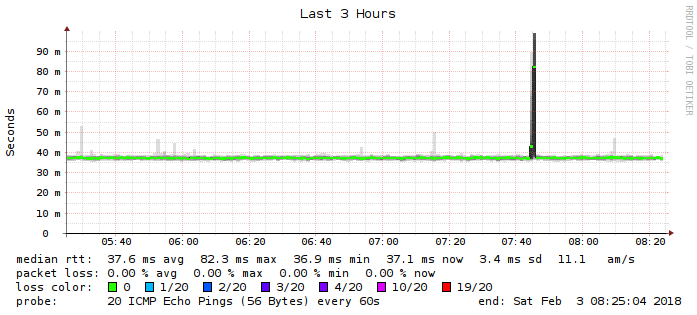 Last 3 Hours
RRDTOOL / TOBI OETIKER
Seconds
90 m
80 m
70 m
60 m
50 m
40 m
30 m
20 m
10 m
0
05:40 06:00 06:20 06:40 07:00 07:20 07:40 08:00 08:20
median rtt: 37.6 ms avg 82.3 ms max 36.9 ms min 37.1 ms now 3.4 ms sd 11.1 am/s
packet loss: 0.00 % avg 0.00 % max 0.00 % min 0.00 % now
loss color: 0 1/20 2/20 3/20 4/20 10/20 19/20
probe: 20 ICMP Echo Pings (56 Bytes) every 60s end: Sat Feb 3 08:25:04 2018